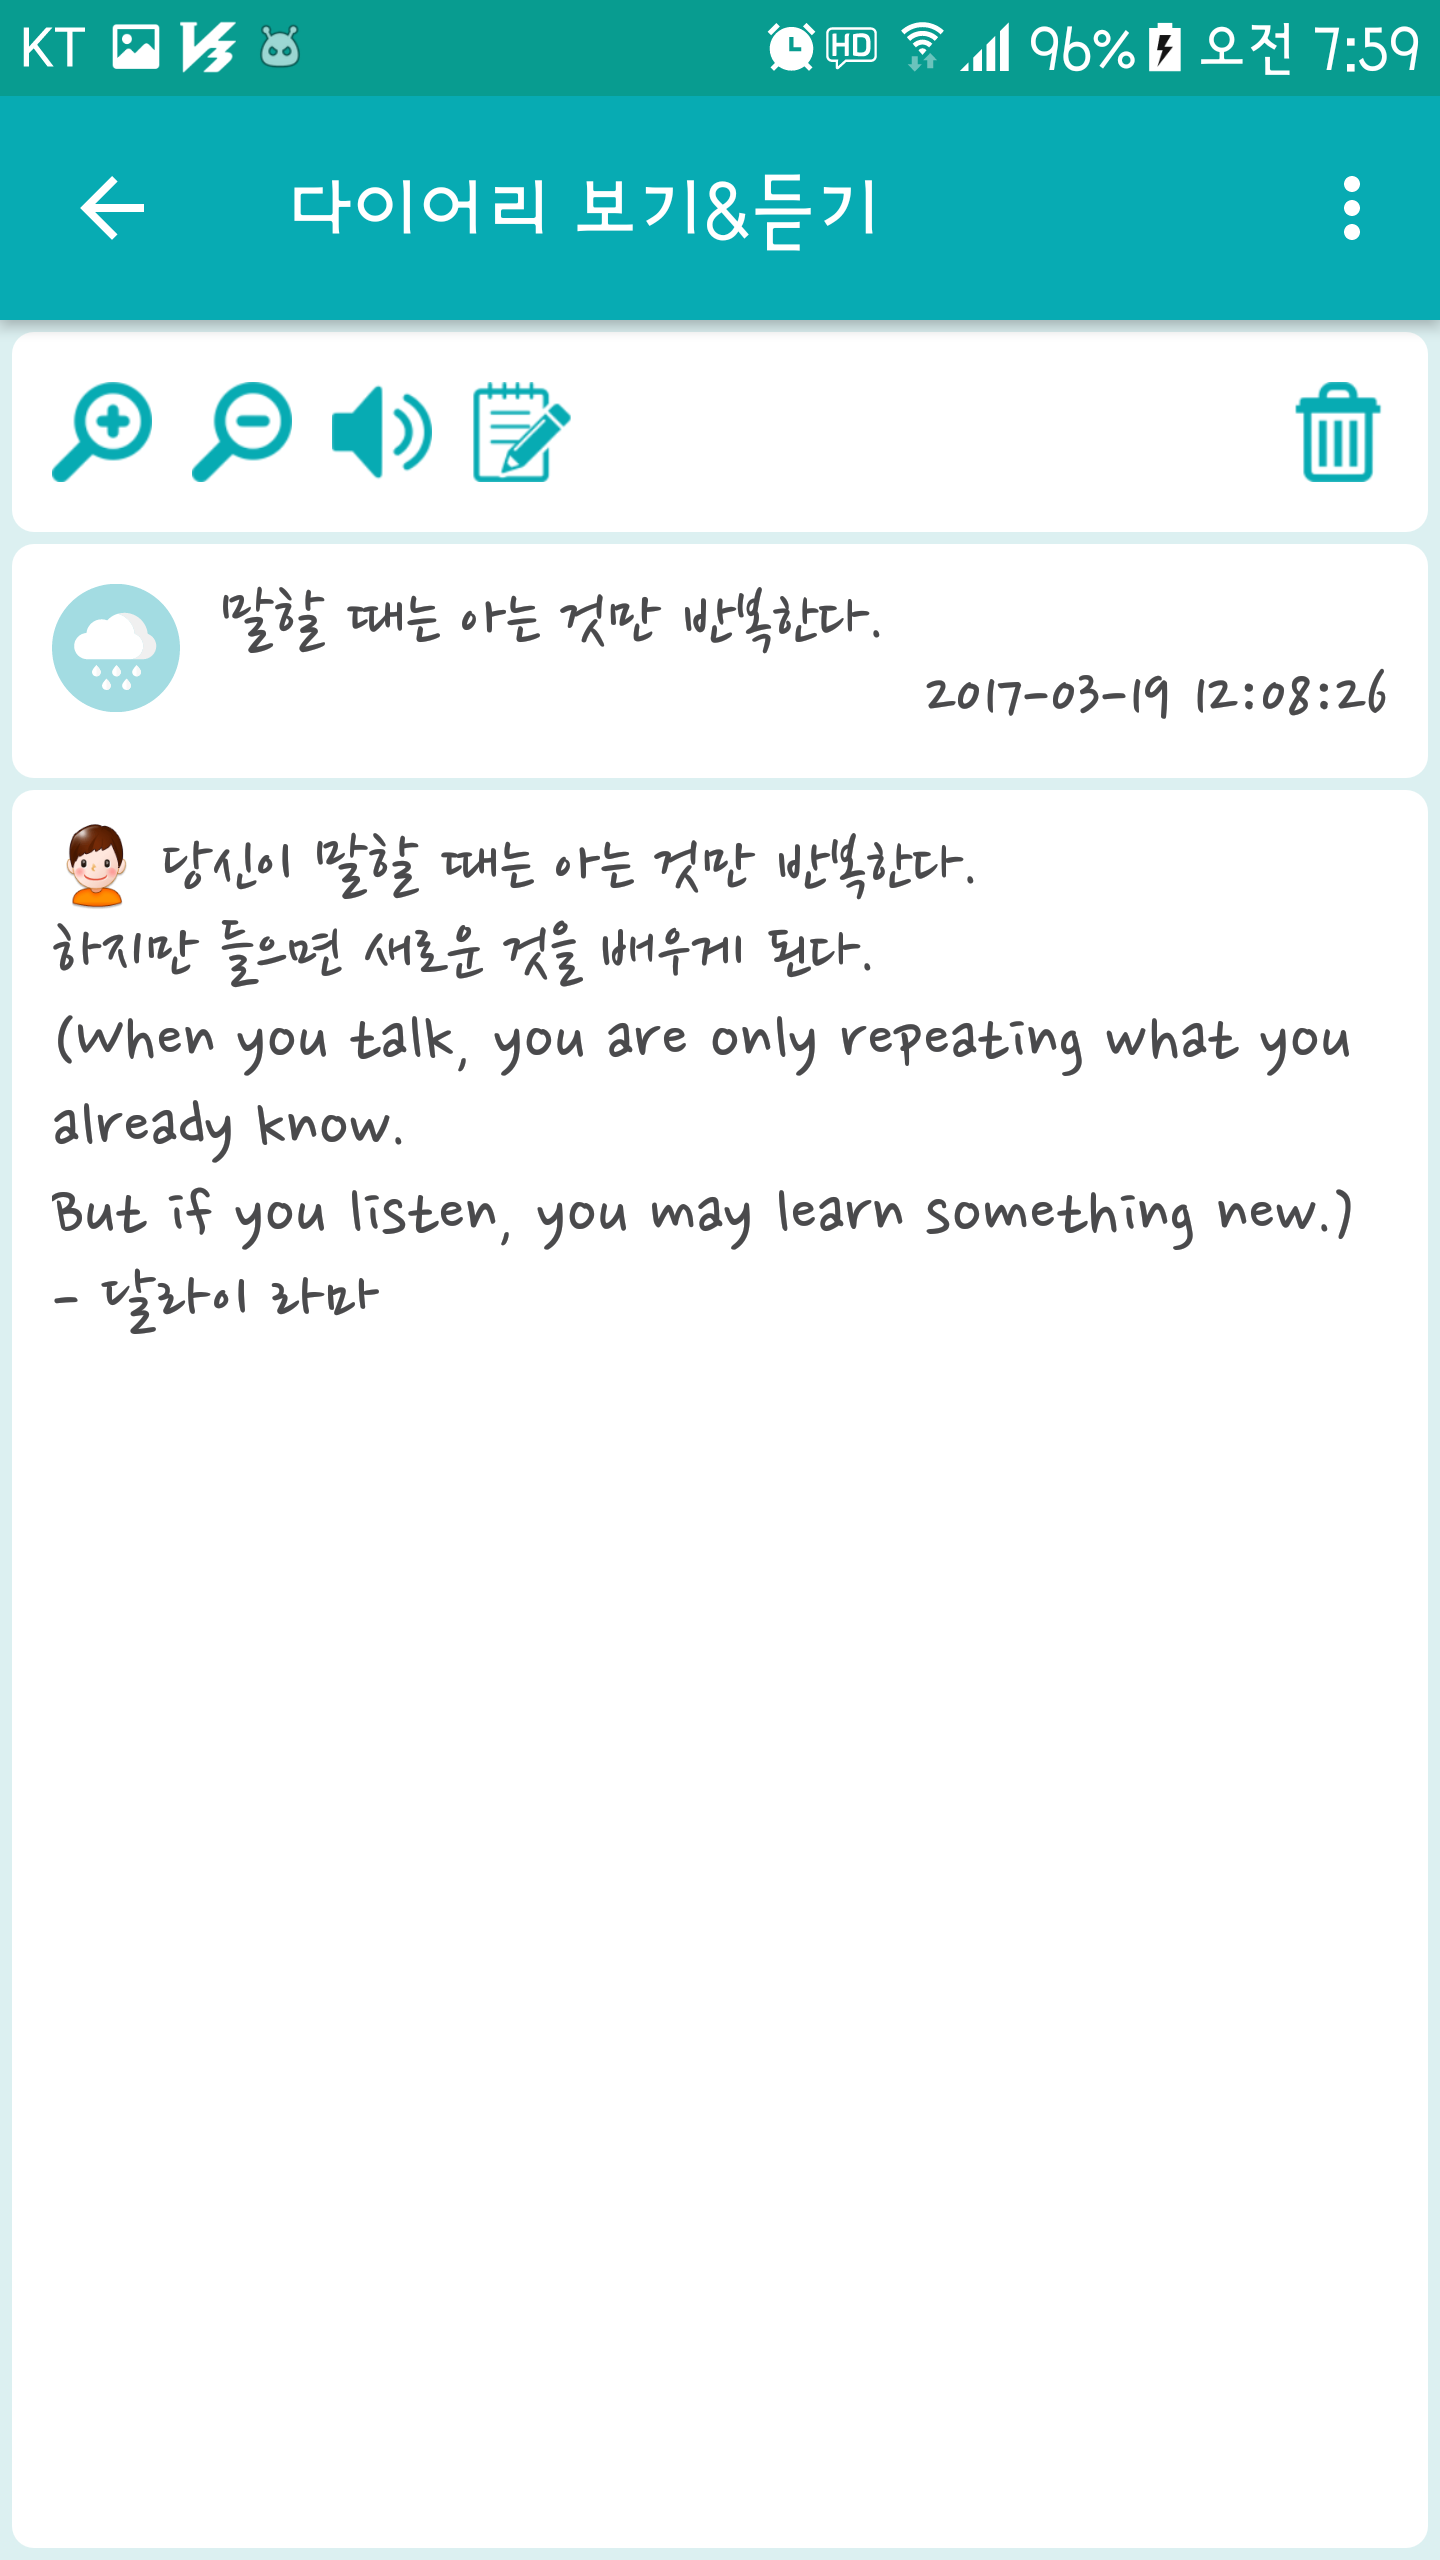 KT HD 96% 오전 7:59
다이어리 보기&듣기
말할 때는 아는 것만 반복한다.
2017-03-19 12:08:26
당신이 말할 때는 아는 것만 반복한다.
하지만 들으면 새로운 것을 배우게 된다.
(When you talk, you are only repeating what you
already know.
But if you listen, you may learn something new.)
- 달라이 라마